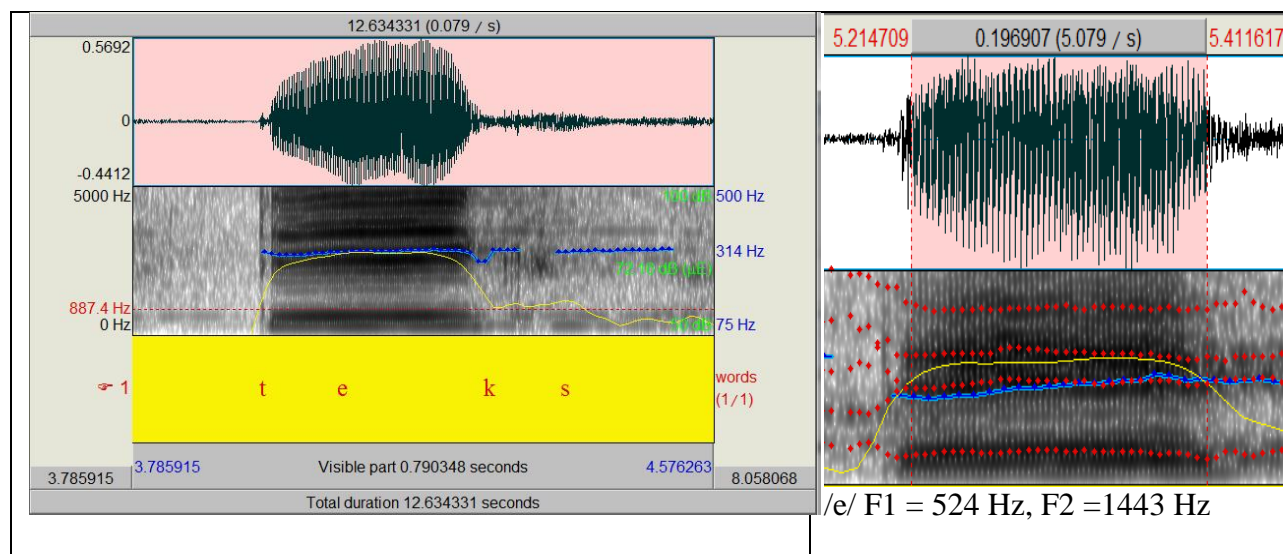 12.634331 (0.079 / s)
0.5692
0
-0.4412
5000 Hz
500 Hz
314 Hz
887.4 Hz
0 Hz
75 Hz
1
t e k s
words
(1/1)
3.785915
3.785915
Visible part 0.790348 seconds
4.576263
8.058068
Total duration 12.634331 seconds
5.214709
0.196907 (5.079 / s)
5.411617
/e/ F1 = 524 Hz, F2 =1443 Hz